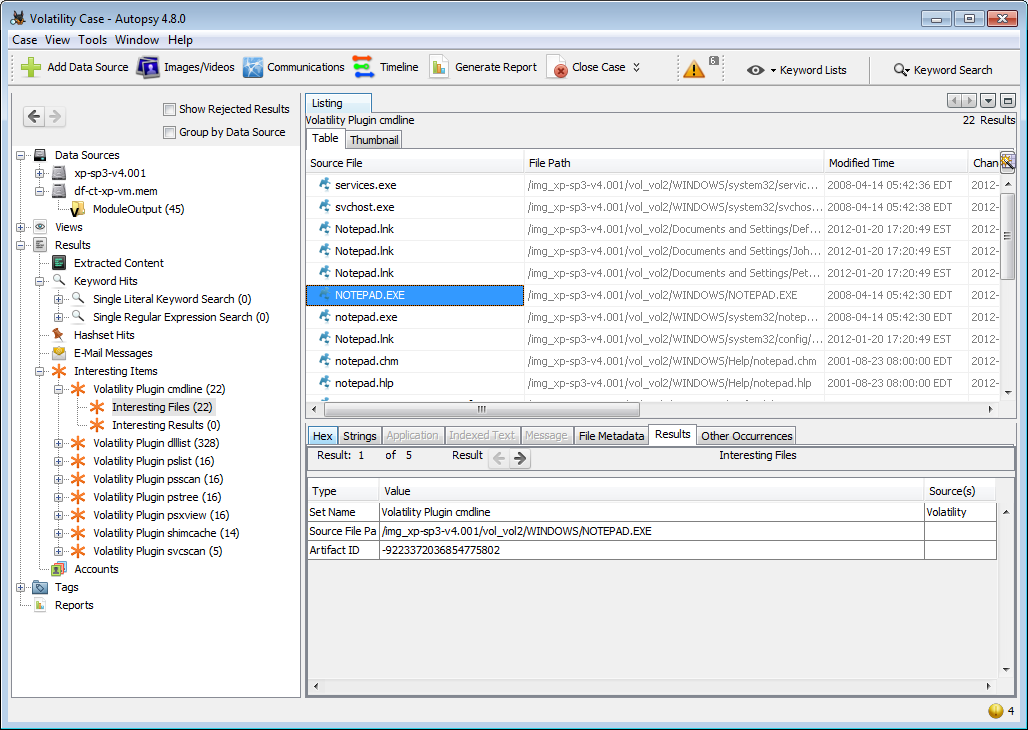 Volatility Case - Autopsy 4.8.0
Case View Tools Window Help
Add Data Source Images/Videos Communications Timeline Generate Report Close Case 6 Keyword Lists Keyword Search
Show Rejected Results
Group by Data Source
Data Sources
xp-sp3-v4.001
df-ct-xp-vm.mem
ModuleOutput (45)
Views
Results
Extracted Content
Keyword Hits
Single Literal Keyword Search (0)
Single Regular Expression Search (0)
Hashset Hits
E-Mail Messages
Interesting Items
Volatility Plugin cmdline (22)
Interesting Files (22)
Interesting Results (0)
Volatility Plugin dlllist (328)
Volatility Plugin pslist (16)
Volatility Plugin psscan (16)
Volatility Plugin pstree (16)
Volatility Plugin psxview (16)
Volatility Plugin shimcache (14)
Volatility Plugin svcscan (5)
Accounts
Tags
Reports
Listing
Volatility Plugin cmdline 22 Results
Table Thumbnail
Source File File Path Modified Time Chan
services.exe /img_xp-sp3-v4.001/vol_vol2/WINDOWS/system32/servic... 2008-04-14 05:42:36 EDT 2012-
svchost.exe /img_xp-sp3-v4.001/vol_vol2/WINDOWS/system32/svchos... 2008-04-14 05:42:38 EDT 2012-
Notepad.lnk /img_xp-sp3-v4.001/vol_vol2/Documents and Settings/Def... 2012-01-20 17:20:49 EST 2012-
Notepad.lnk /img_xp-sp3-v4.001/vol_vol2/Documents and Settings/Joh... 2012-01-20 17:20:49 EST 2012-
Notepad.lnk /img_xp-sp3-v4.001/vol_vol2/Documents and Settings/Pet... 2012-01-20 17:20:49 EST 2012-
NOTEPAD.EXE /img_xp-sp3-v4.001/vol_vol2/WINDOWS/NOTEPAD.EXE 2008-04-14 05:42:30 EDT 2012-
notepad.exe /img_xp-sp3-v4.001/vol_vol2/WINDOWS/system32/notep... 2008-04-14 05:42:30 EDT 2012-
Notepad.lnk /img_xp-sp3-v4.001/vol_vol2/WINDOWS/system32/config/... 2012-01-20 17:20:49 EST 2012-
notepad.chm /img_xp-sp3-v4.001/vol_vol2/WINDOWS/Help/notepad.chm 2001-08-23 08:00:00 EDT 2012-
notepad.hlp /img_xp-sp3-v4.001/vol_vol2/WINDOWS/Help/notepad.hlp 2001-08-23 08:00:00 EDT 2012-
Hex Strings Application Indexed Text Message File Metadata Results Other Occurrences
Result: 1 of 5 Result Interesting Files
Type Value Source(s)
Set Name Volatility Plugin cmdline Volatility
Source File Pa /img_xp-sp3-v4.001/vol_vol2/WINDOWS/NOTEPAD.EXE
Artifact ID -9223372036854775802
4